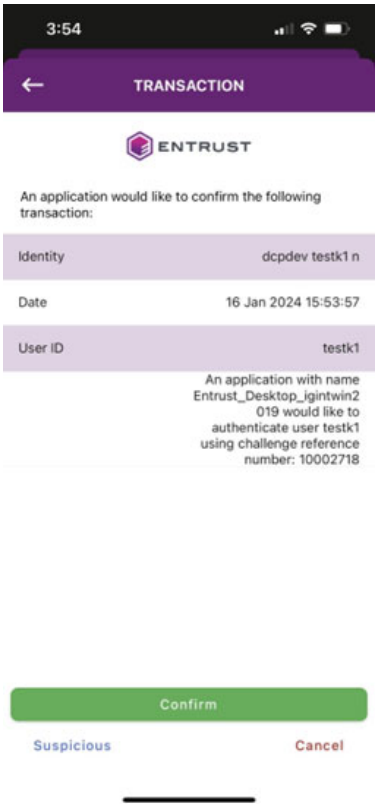 3:54
TRANSACTION
ENTRUST
An application would like to confirm the following
transaction:
Identity dcpdev testk1 n
Date 16 Jan 2024 15:53:57
User ID testk1
An application with name
Entrust_Desktop_igintwin2
019 would like to
authenticate user testk1
using challenge reference
number: 10002718
Confirm
Suspicious Cancel